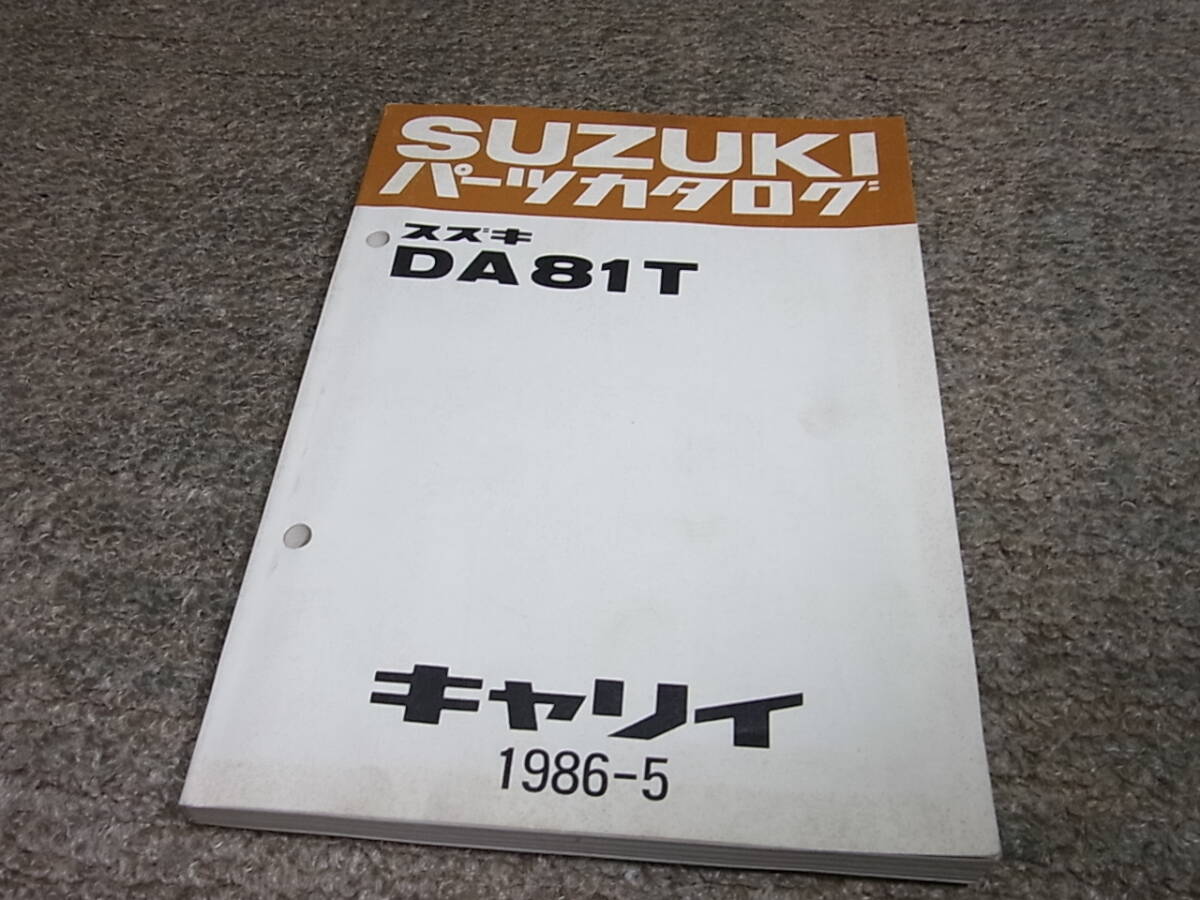 SUZUKI
パーツカタログ
スズキ
DA81T
キャリイ
1986-5